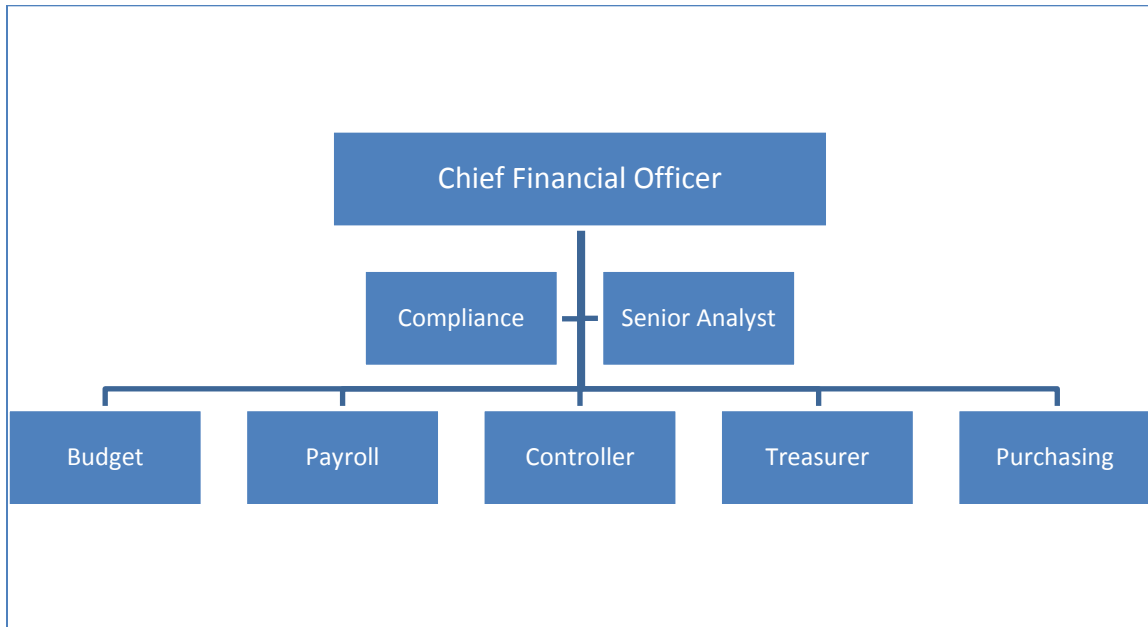 Chief Financial Officer
Compliance
Senior Analyst
Budget
Payroll
Controller
Treasurer
Purchasing